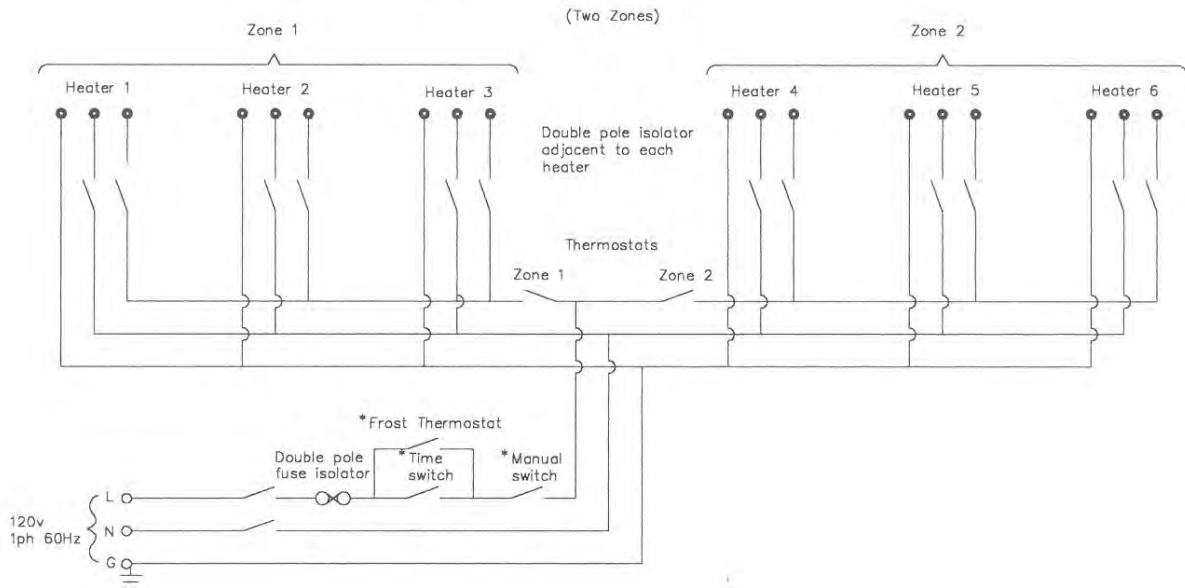 (Two Zones)
Zone 1
Zone 2
Heater 1
Heater 2
Heater 3
Heater 4
Heater 5
Heater 6
Double pole isolator
adjacent to each
heater
Thermostats
Zone 1
Zone 2
*Frost Thermostat
Double pole
fuse isolator
*Time
switch
*Manual
switch
L
N
G
120v
1ph 60Hz